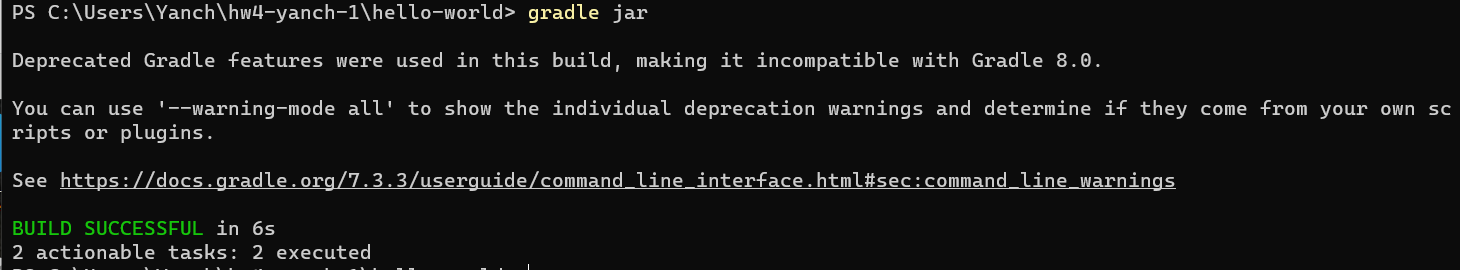 PS C:\Users\Yanch\hw4-yanch-1\hello-world> gradle jar
Deprecated Gradle features were used in this build, making it incompatible with Gradle 8.0.
You can use '--warning-mode all' to show the individual deprecation warnings and determine if they come from your own sc
ripts or plugins.
See https://docs.gradle.org/7.3.3/userguide/command_line_interface.html#sec:command_line_warnings
BUILD SUCCESSFUL in 6s
2 actionable tasks: 2 executed